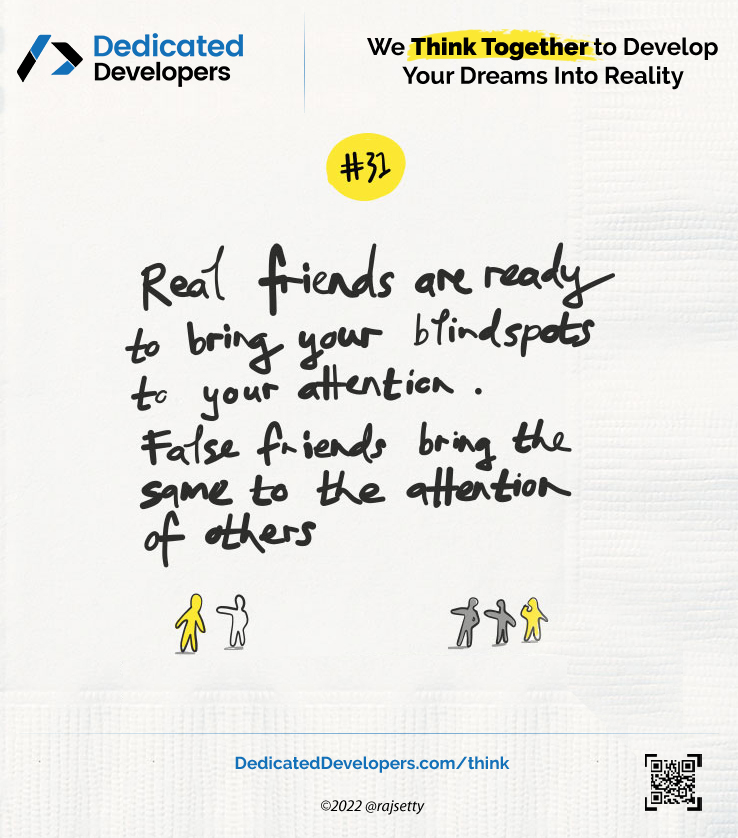 Dedicated
Developers
We Think Together to Develop
Your Dreams Into Reality
#31
Real friends are ready
to bring your blindspots
to your attention.
False friends bring the
same to the attention
of others
DedicatedDevelopers.com/think
©2022 @rajsetty